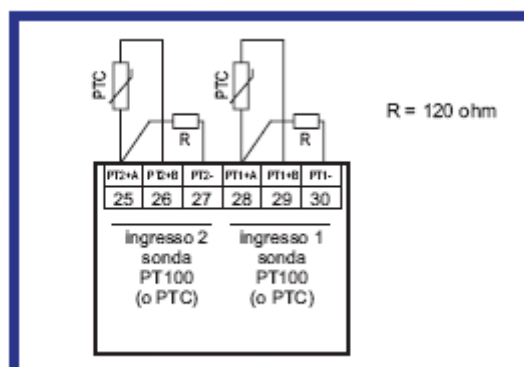 PTC PTC
R = 120 ohm
R R
PT2+A PT2+B PT2- PT1+A PT1+B PT1-
25 26 27 28 29 30
ingresso 2 ingresso 1
sonda sonda
PT100 PT100
(o PTC) (o PTC)